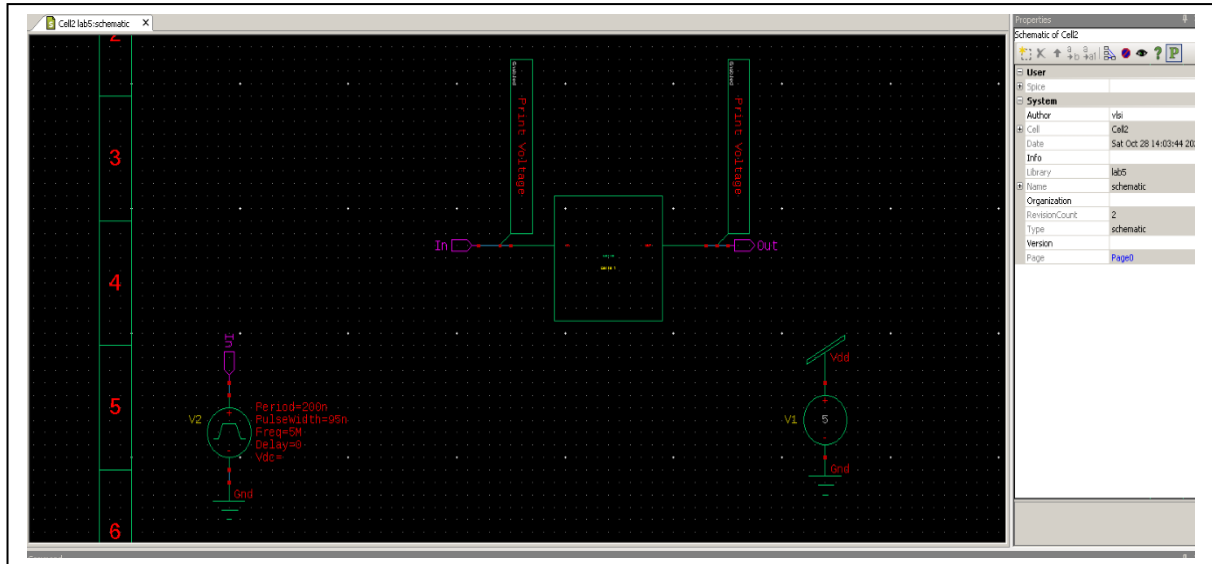 Cell2 lab5:schematic X
2
3
4
5
6
Print Voltage
Print Voltage
In
Out
In
V2
Period=200n
PulseWidth=95n
Freq=5M
Delay=0
Vdc=
Gnd
Vdd
V1
5
Gnd
Properties
Schematic of Cell2
User
Spice
System
Author vlsi
Cell Cell2
Date Sat Oct 28 14:03:44 20
Info
Library lab5
Name schematic
Organization
RevisionCount 2
Type schematic
Version
Page Page0